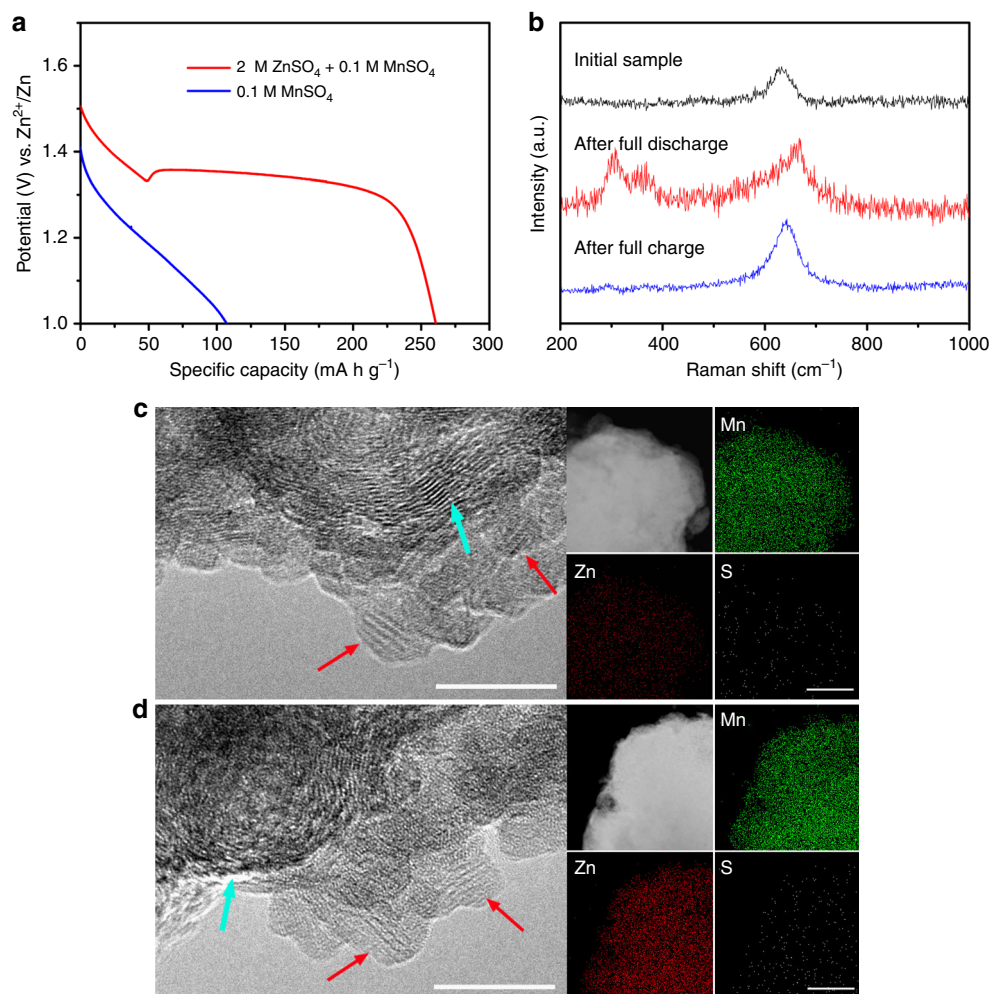 a
1.6
1.4
1.2
1.0
Potential (V) vs. Zn²⁺/Zn
2 M ZnSO₄ + 0.1 M MnSO₄
0.1 M MnSO₄
0 50 100 150 200 250 300
Specific capacity (mA h g⁻¹)
b
Intensity (a.u.)
Initial sample
After full discharge
After full charge
200 400 600 800 1000
Raman shift (cm⁻¹)
c
Mn
Zn
S
d
Mn
Zn
S